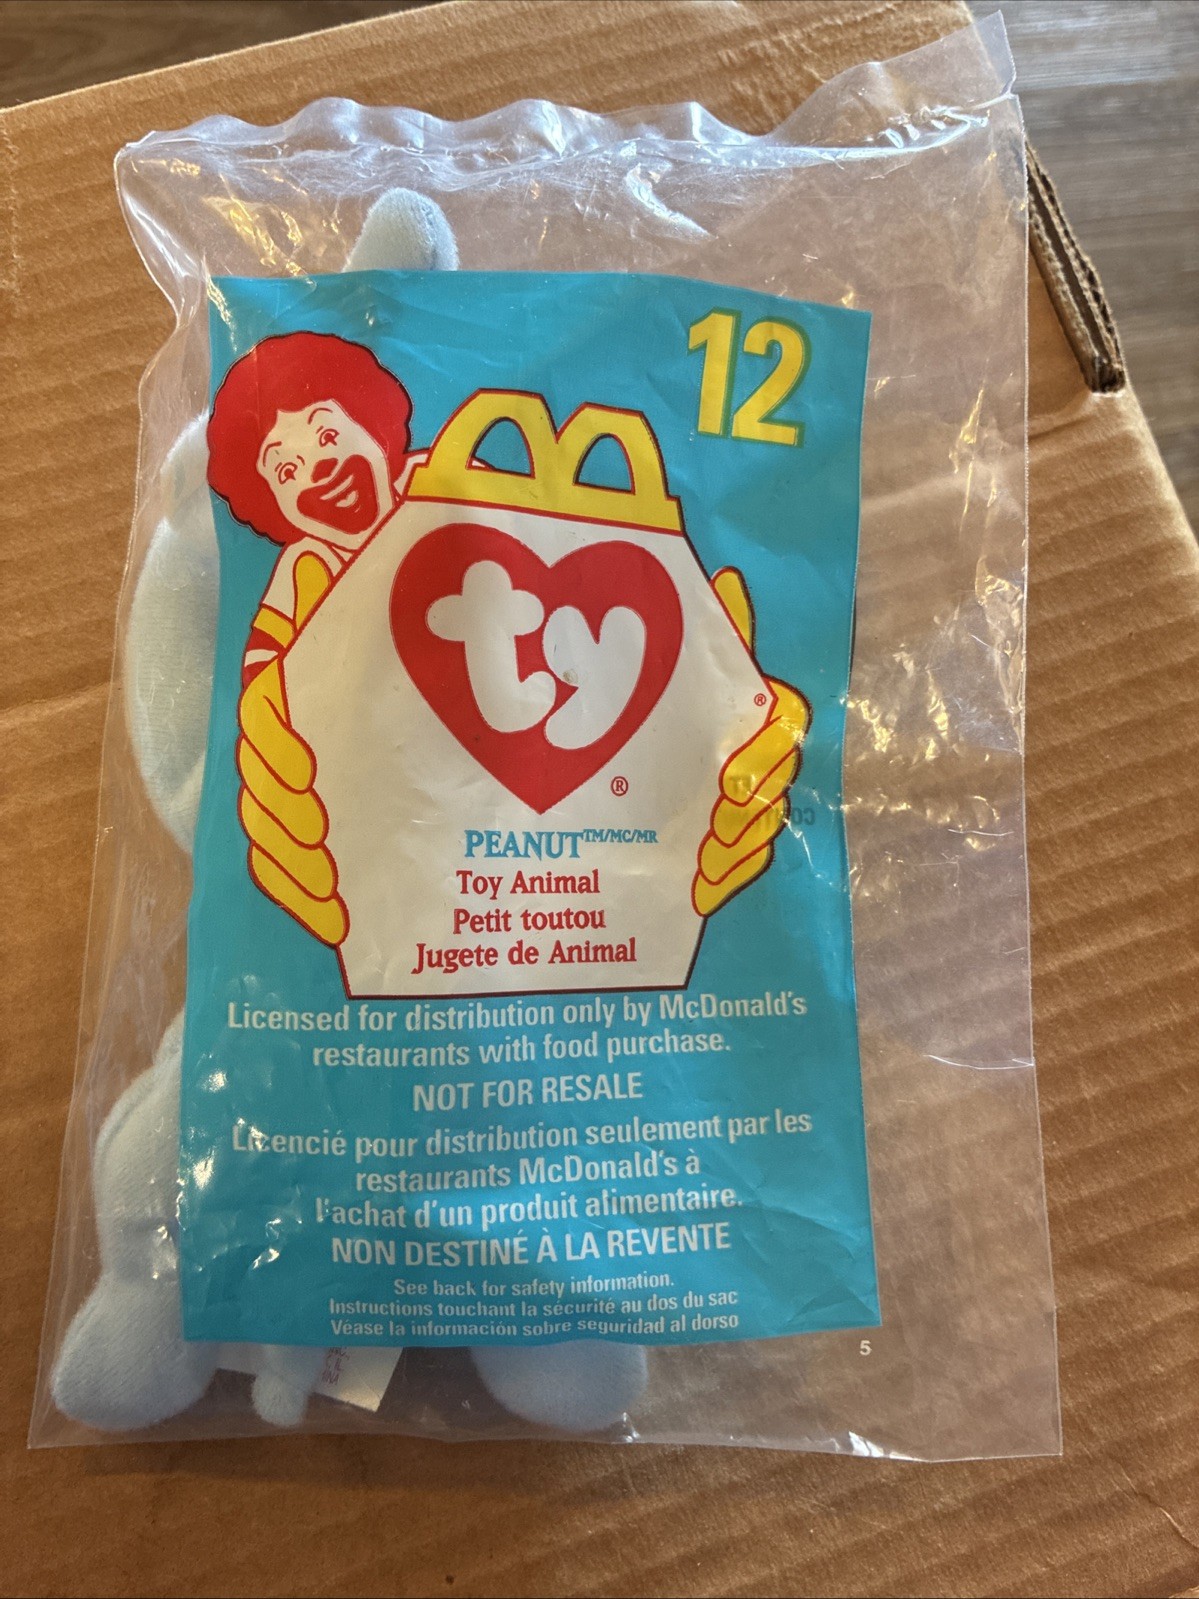 12
ty
®
®
PEANUT™/MC/MR
Toy Animal
Petit toutou
Jugete de Animal
Licensed for distribution only by McDonald's
restaurants with food purchase.
NOT FOR RESALE
Licencié pour distribution seulement par les
restaurants McDonald's à
l'achat d'un produit alimentaire.
NON DESTINÉ À LA REVENTE
See back for safety information.
Instructions touchant la sécurité au dos du sac
Véase la información sobre seguridad al dorso
5